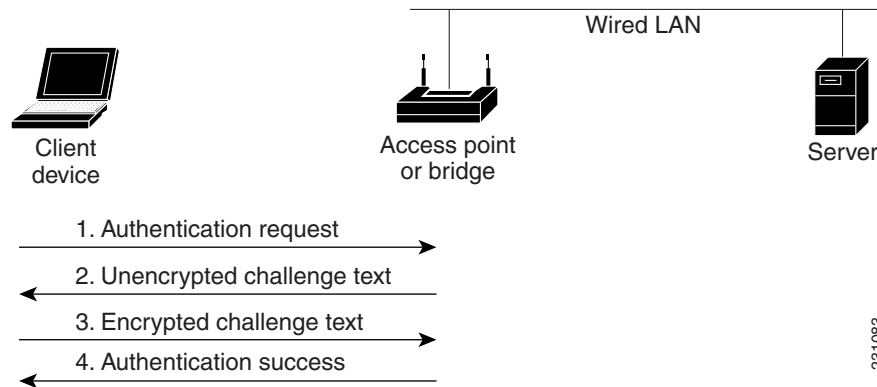 Wired LAN
Client
device
Access point
or bridge
Server
1. Authentication request
2. Unencrypted challenge text
3. Encrypted challenge text
4. Authentication success
231083